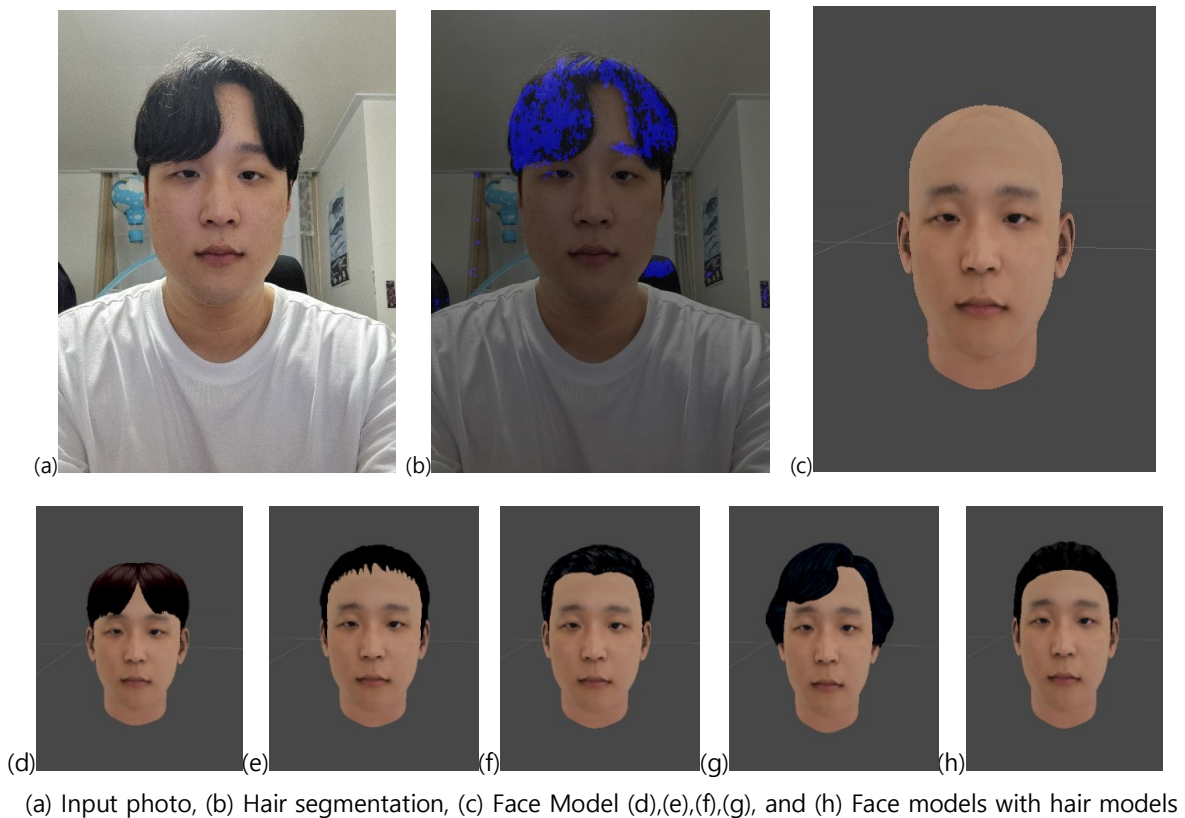 (a) (b) (c)
(d) (e) (f) (g) (h)
(a) Input photo, (b) Hair segmentation, (c) Face Model (d),(e),(f),(g), and (h) Face models with hair models